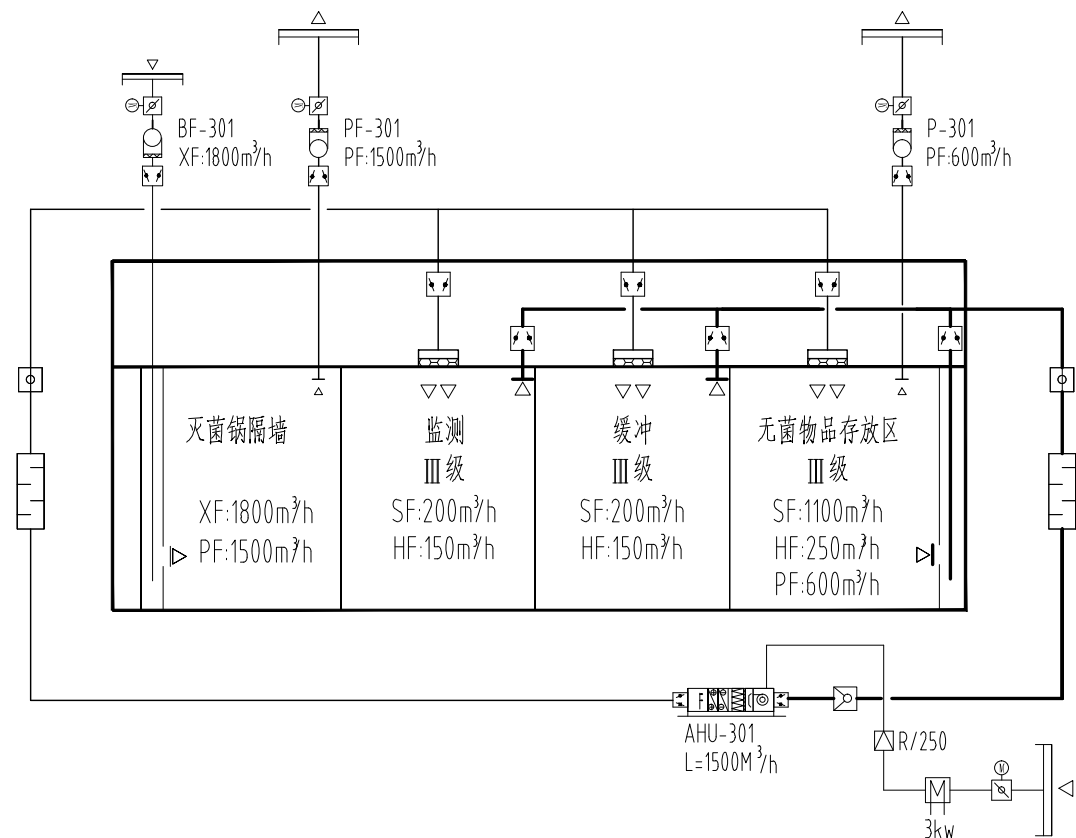 BF-301
XF:1800m³/h
PF-301
PF:1500m³/h
P-301
PF:600m³/h
灭菌锅隔墙
XF:1800m³/h
PF:1500m³/h
监测
Ⅲ级
SF:200m³/h
HF:150m³/h
缓冲
Ⅲ级
SF:200m³/h
HF:150m³/h
无菌物品存放区
Ⅲ级
SF:1100m³/h
HF:250m³/h
PF:600m³/h
F
AHU-301
L=1500M³/h
R/250
M
M
3kw